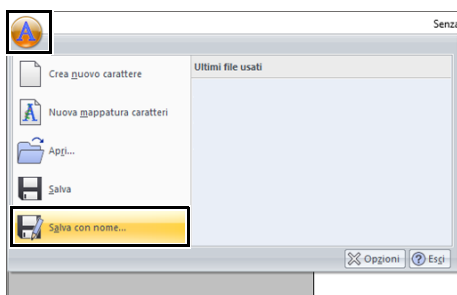 Senza
Crea nuovo carattere
Ultimi file usati
Nuova mappatura caratteri
Apri...
Salva
Salva con nome...
Opzioni
Esci